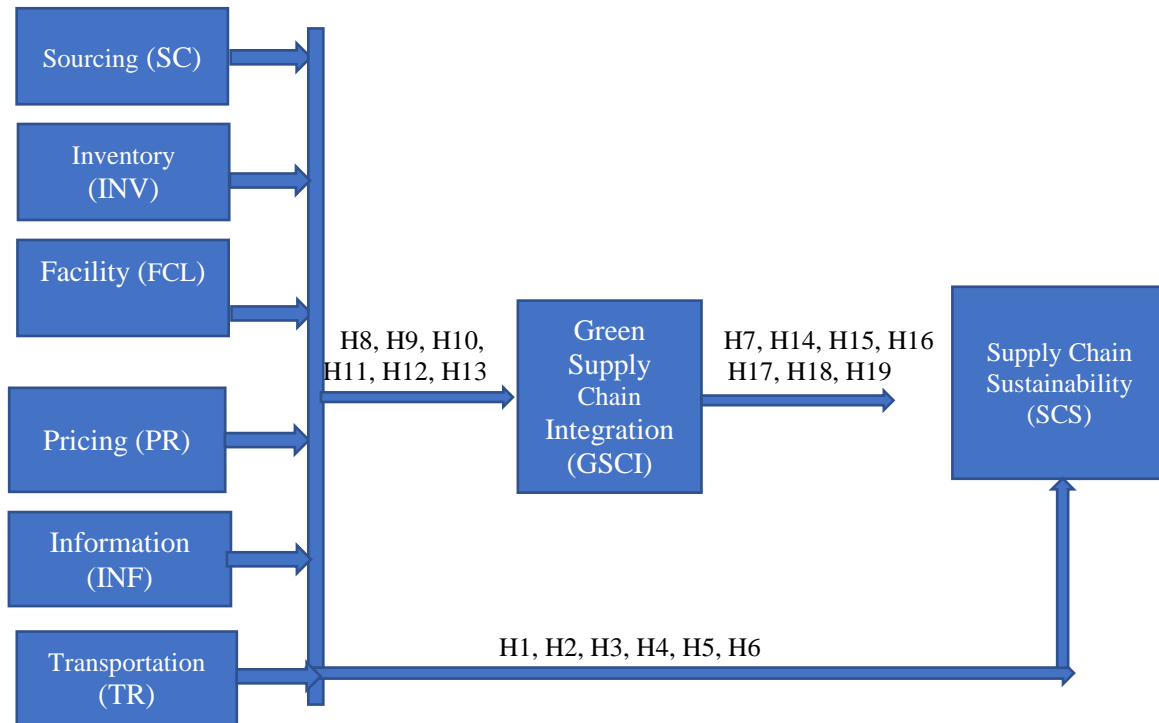 Sourcing (SC)
Inventory
(INV)
Facility (FCL)
Pricing (PR)
Information
(INF)
Transportation
(TR)
H8, H9, H10,
H11, H12, H13
Green
Supply
Chain
Integration
(GSCI)
H7, H14, H15, H16
H17, H18, H19
Supply Chain
Sustainability
(SCS)
H1, H2, H3, H4, H5, H6